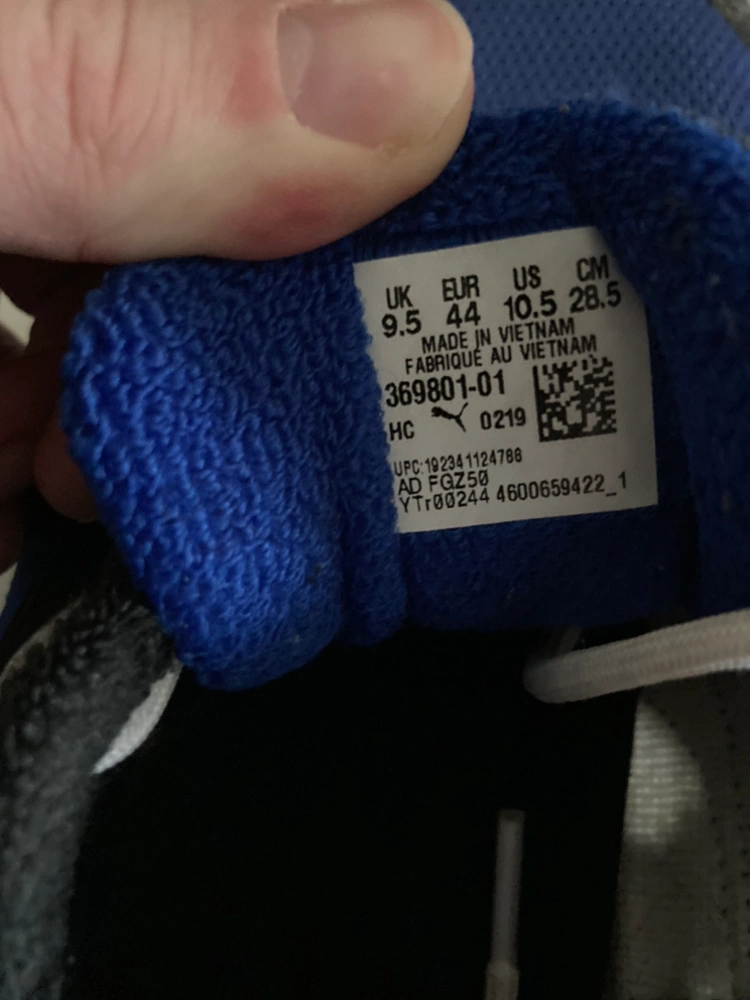 UK EUR US CM
9.5 44 10.5 28.5
MADE IN VIETNAM
FABRIQUÉ AU VIETNAM
369801-01
HC 0219
UPC:192341124788
AD FGZ50
YTr00244 4600659422_1